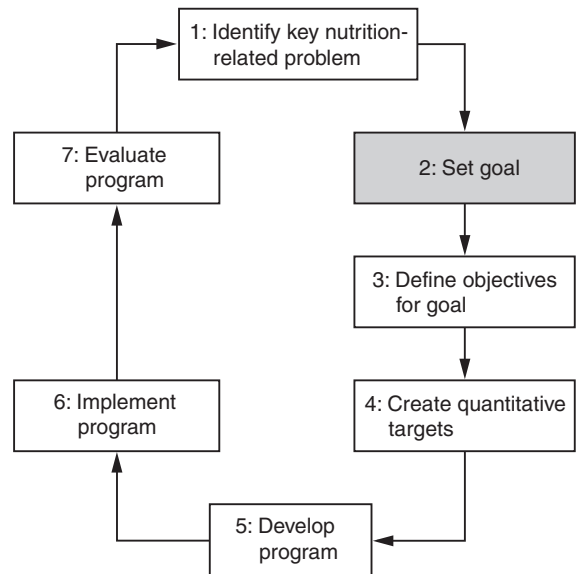 1: Identify key nutrition-
related problem
2: Set goal
3: Define objectives
for goal
4: Create quantitative
targets
5: Develop
program
6: Implement
program
7: Evaluate
program